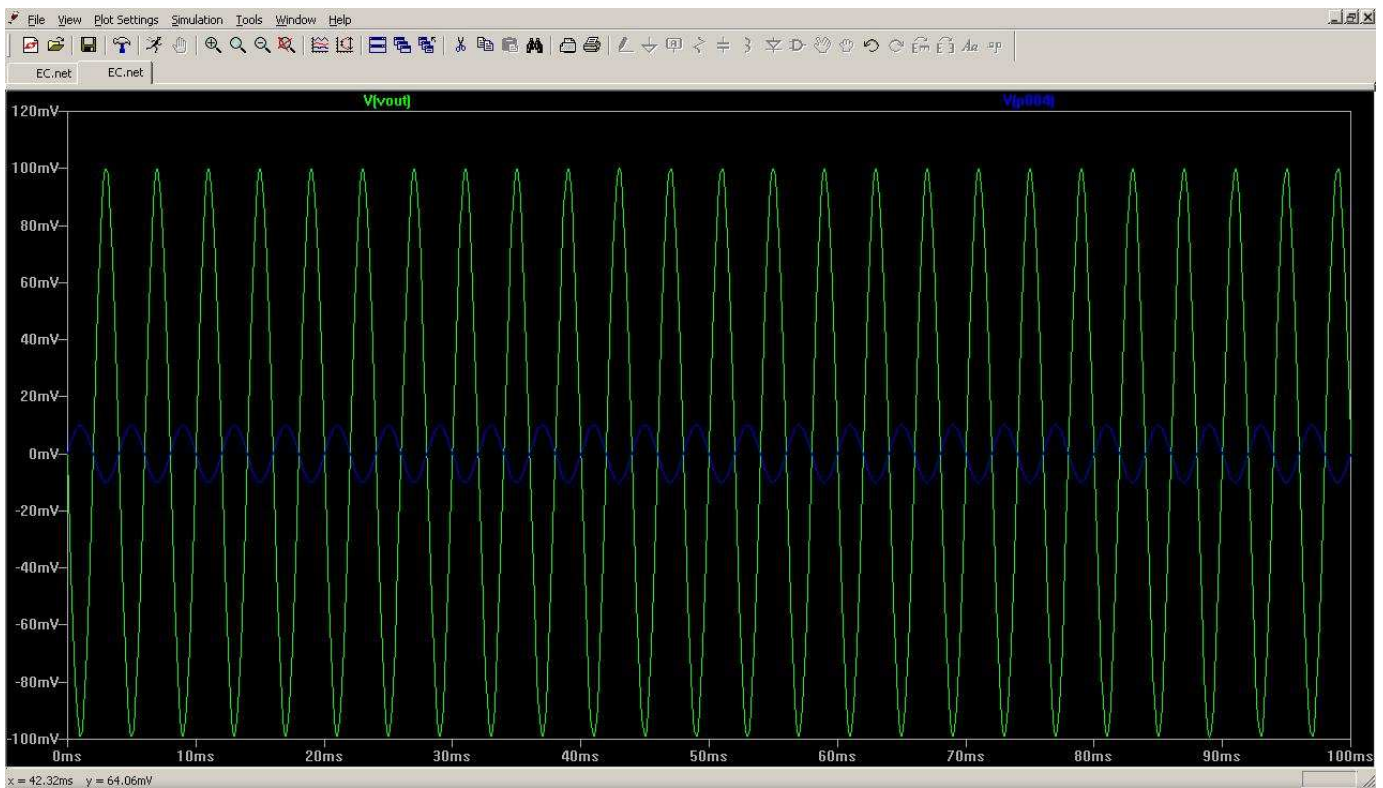 File View Plot Settings Simulation Tools Window Help
EC.net EC.net
V(vout) V(p004)
120mV
100mV
80mV
60mV
40mV
20mV
0mV
-20mV
-40mV
-60mV
-80mV
-100mV
0ms 10ms 20ms 30ms 40ms 50ms 60ms 70ms 80ms 90ms 100ms
x = 42.32ms y = 64.06mV